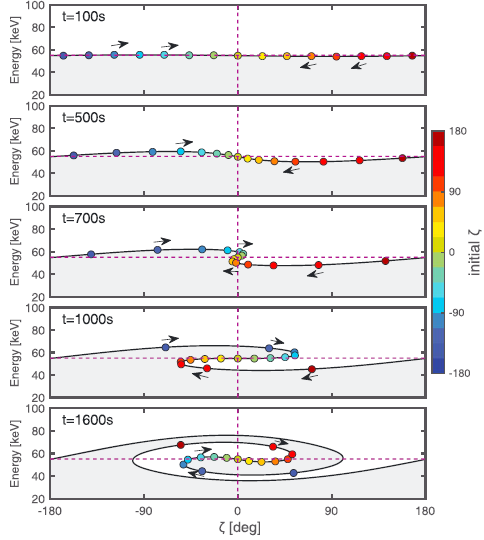 t=100s
100
80
60
40
20
Energy [keV]
t=500s
100
80
60
40
20
Energy [keV]
t=700s
100
80
60
40
20
Energy [keV]
t=1000s
100
80
60
40
20
Energy [keV]
t=1600s
100
80
60
40
20
Energy [keV]
-180 -90 0 90 180
ζ [deg]
180
90
0
-90
-180
initial ζ